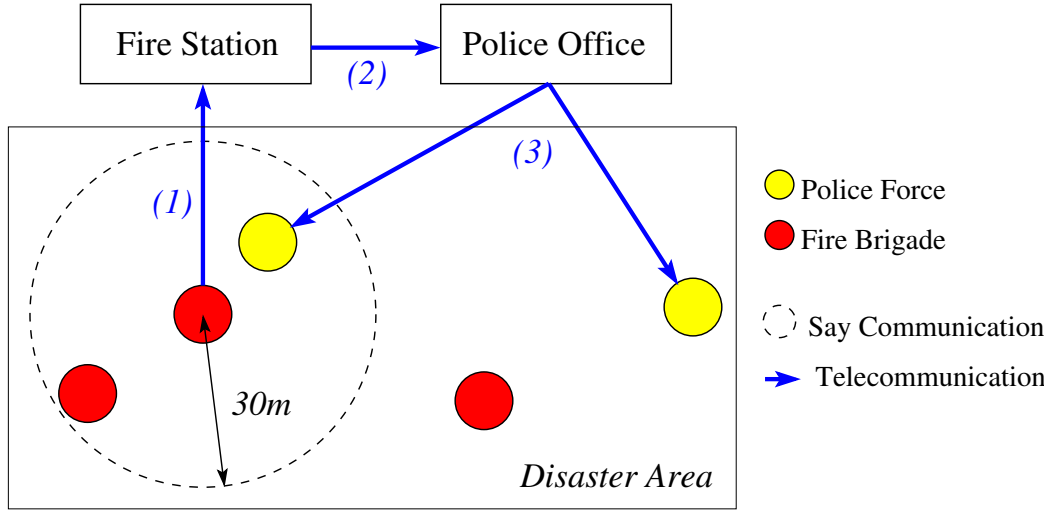 Fire Station
Police Office
(2)
(3)
(1)
Police Force
Fire Brigade
Say Communication
Telecommunication
30m
Disaster Area